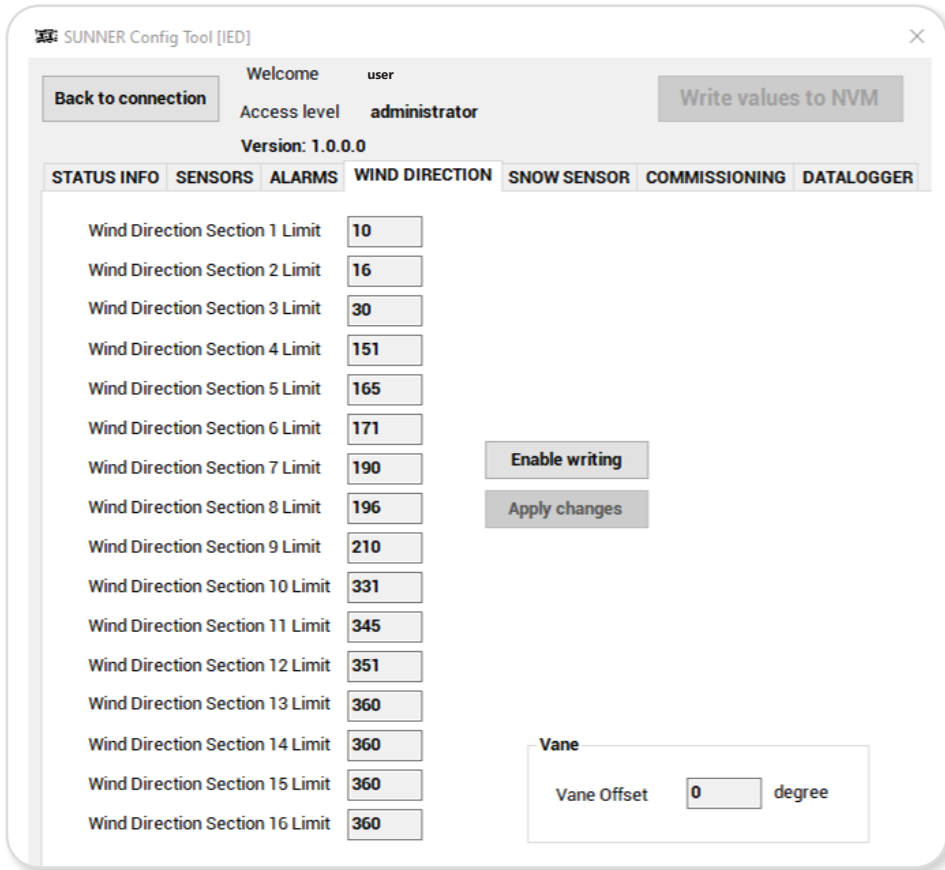 SUNNER Config Tool [IED]
Back to connection
Welcome user
Access level administrator
Version: 1.0.0.0
Write values to NVM
STATUS INFO SENSORS ALARMS WIND DIRECTION SNOW SENSOR COMMISSIONING DATALOGGER
Wind Direction Section 1 Limit 10
Wind Direction Section 2 Limit 16
Wind Direction Section 3 Limit 30
Wind Direction Section 4 Limit 151
Wind Direction Section 5 Limit 165
Wind Direction Section 6 Limit 171
Wind Direction Section 7 Limit 190
Wind Direction Section 8 Limit 196
Wind Direction Section 9 Limit 210
Wind Direction Section 10 Limit 331
Wind Direction Section 11 Limit 345
Wind Direction Section 12 Limit 351
Wind Direction Section 13 Limit 360
Wind Direction Section 14 Limit 360
Wind Direction Section 15 Limit 360
Wind Direction Section 16 Limit 360
Enable writing
Apply changes
Vane
Vane Offset 0 degree